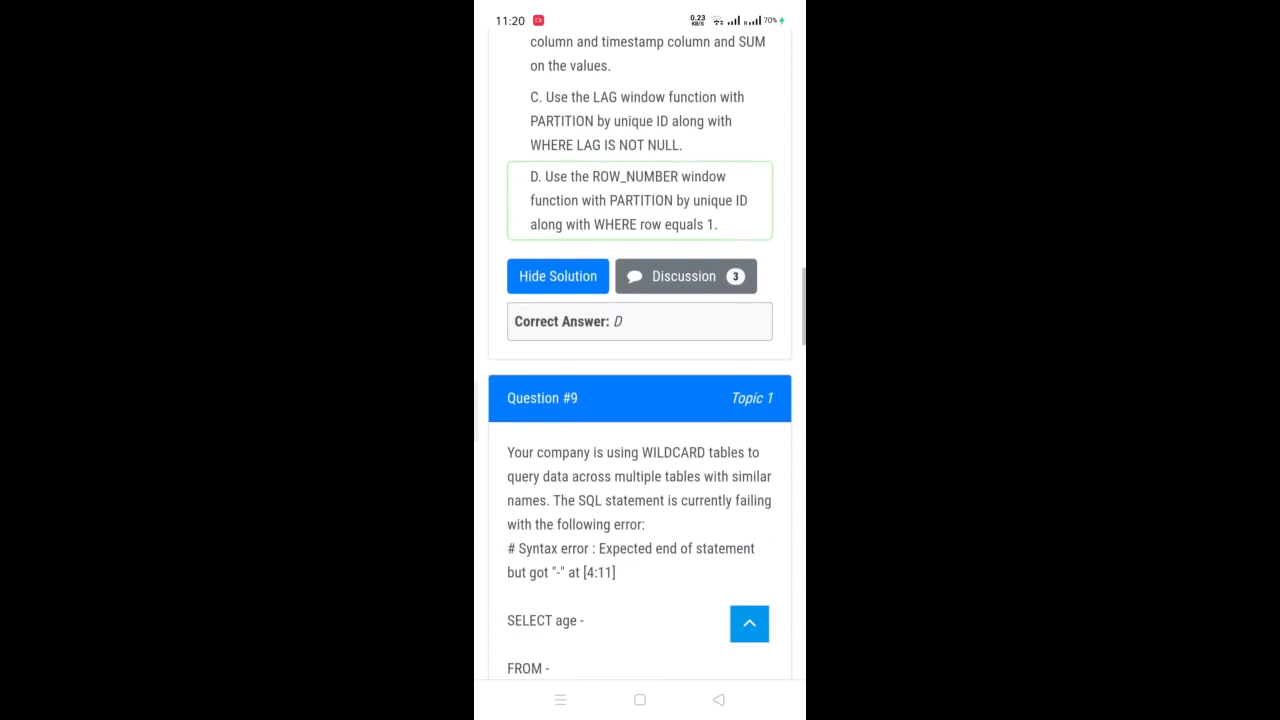 11:20
0.23 KB/S
R
70%
column and timestamp column and SUM
on the values.
C. Use the LAG window function with
PARTITION by unique ID along with
WHERE LAG IS NOT NULL.
D. Use the ROW_NUMBER window
function with PARTITION by unique ID
along with WHERE row equals 1.
Hide Solution
Discussion 3
Correct Answer: D
Question #9
Topic 1
Your company is using WILDCARD tables to
query data across multiple tables with similar
names. The SQL statement is currently failing
with the following error:
# Syntax error : Expected end of statement
but got "-" at [4:11]
SELECT age -
FROM -